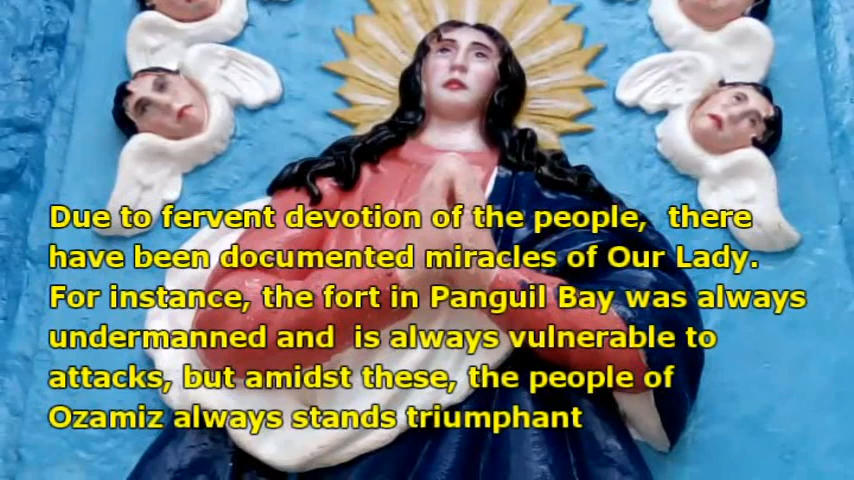 Due to fervent devotion of the people,  there
have been documented miracles of Our Lady.
For instance, the fort in Panguil Bay was always
undermanned and  is always vulnerable to
attacks, but amidst these, the people of
Ozamiz always stands triumphant